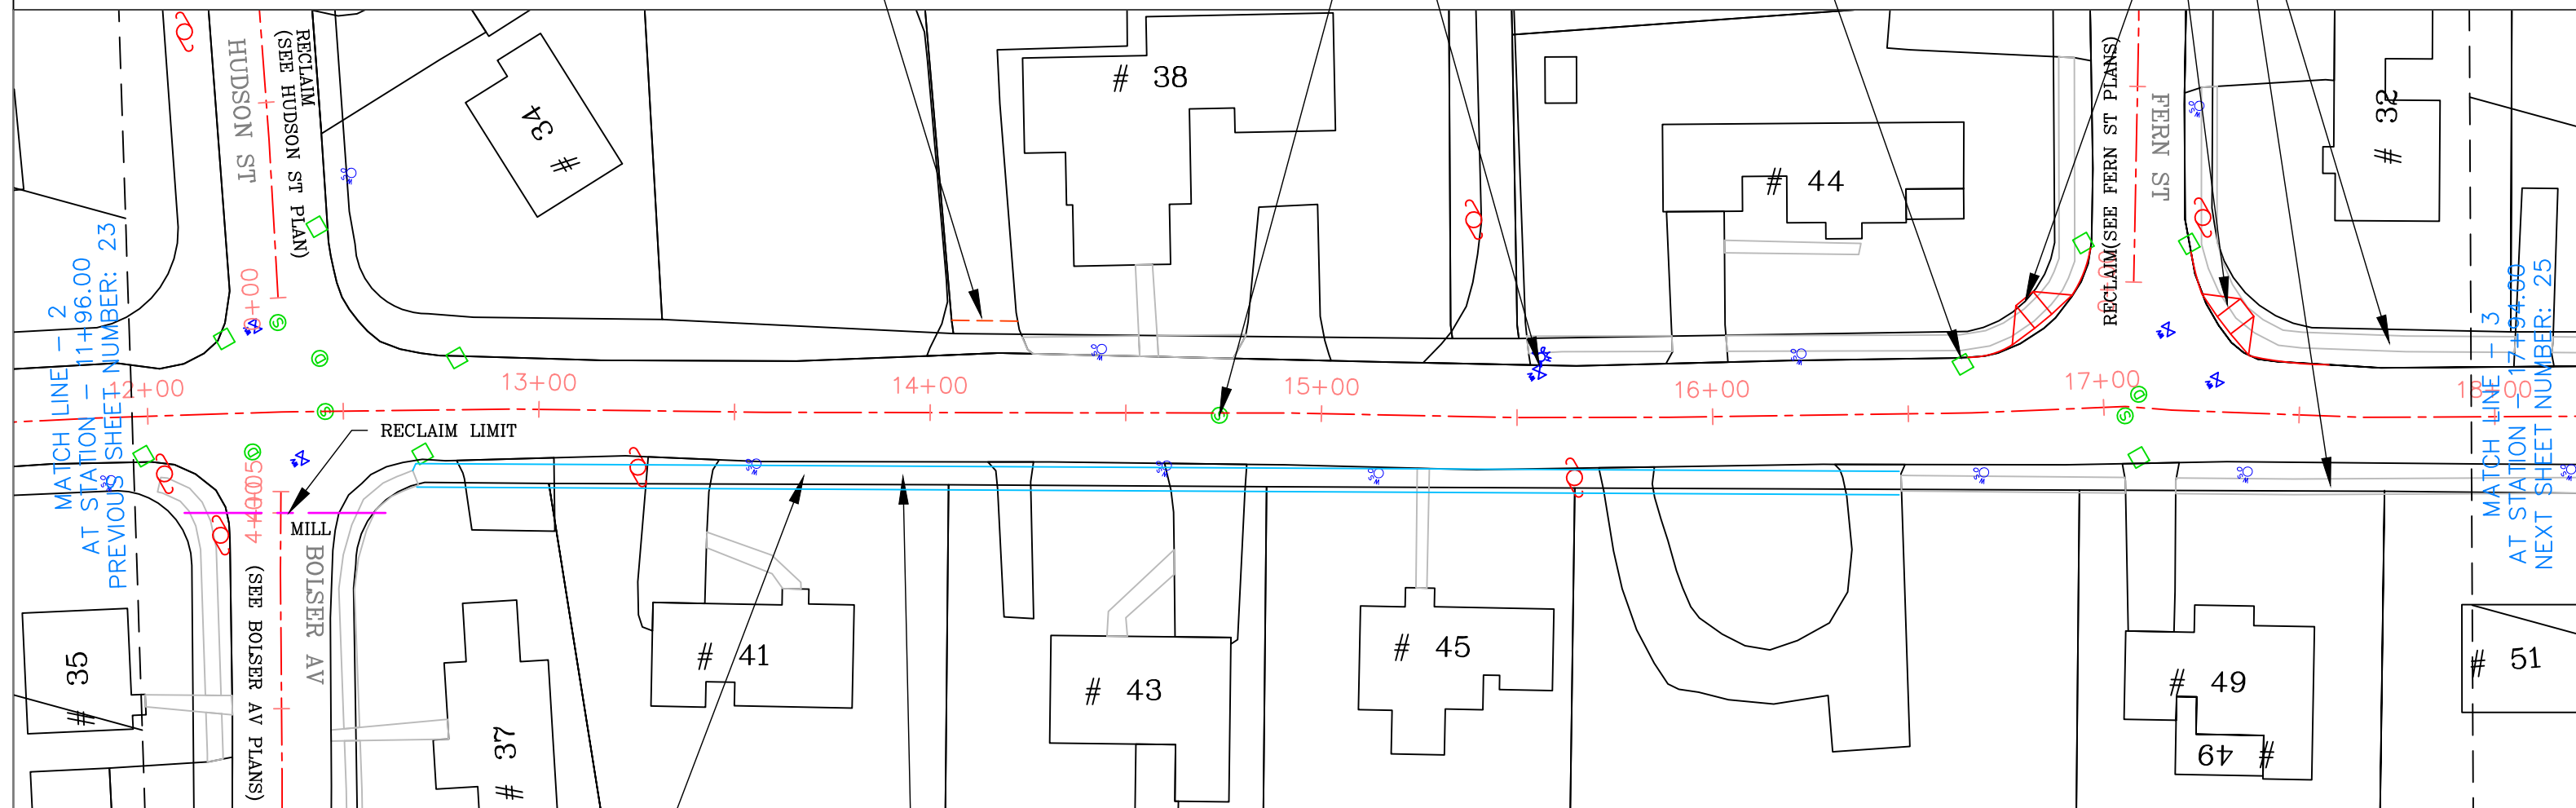 HUDSON ST
RECLAIM
(SEE HUDSON ST PLAN)
# 34
# 38
# 44
RECLAIM(SEE FERN ST PLANS)
FERN ST
# 32
MATCH LINE - 2
AT STATION - 11+96.00
PREVIOUS SHEET NUMBER: 23
12+00
13+00
14+00
15+00
16+00
17+00
18+00
MATCH LINE - 3
AT STATION - 17+94.00
NEXT SHEET NUMBER: 25
RECLAIM LIMIT
MILL
BOLSER AV
(SEE BOLSER AV PLANS)
# 35
# 37
# 41
# 43
# 45
# 49
# 49
# 51